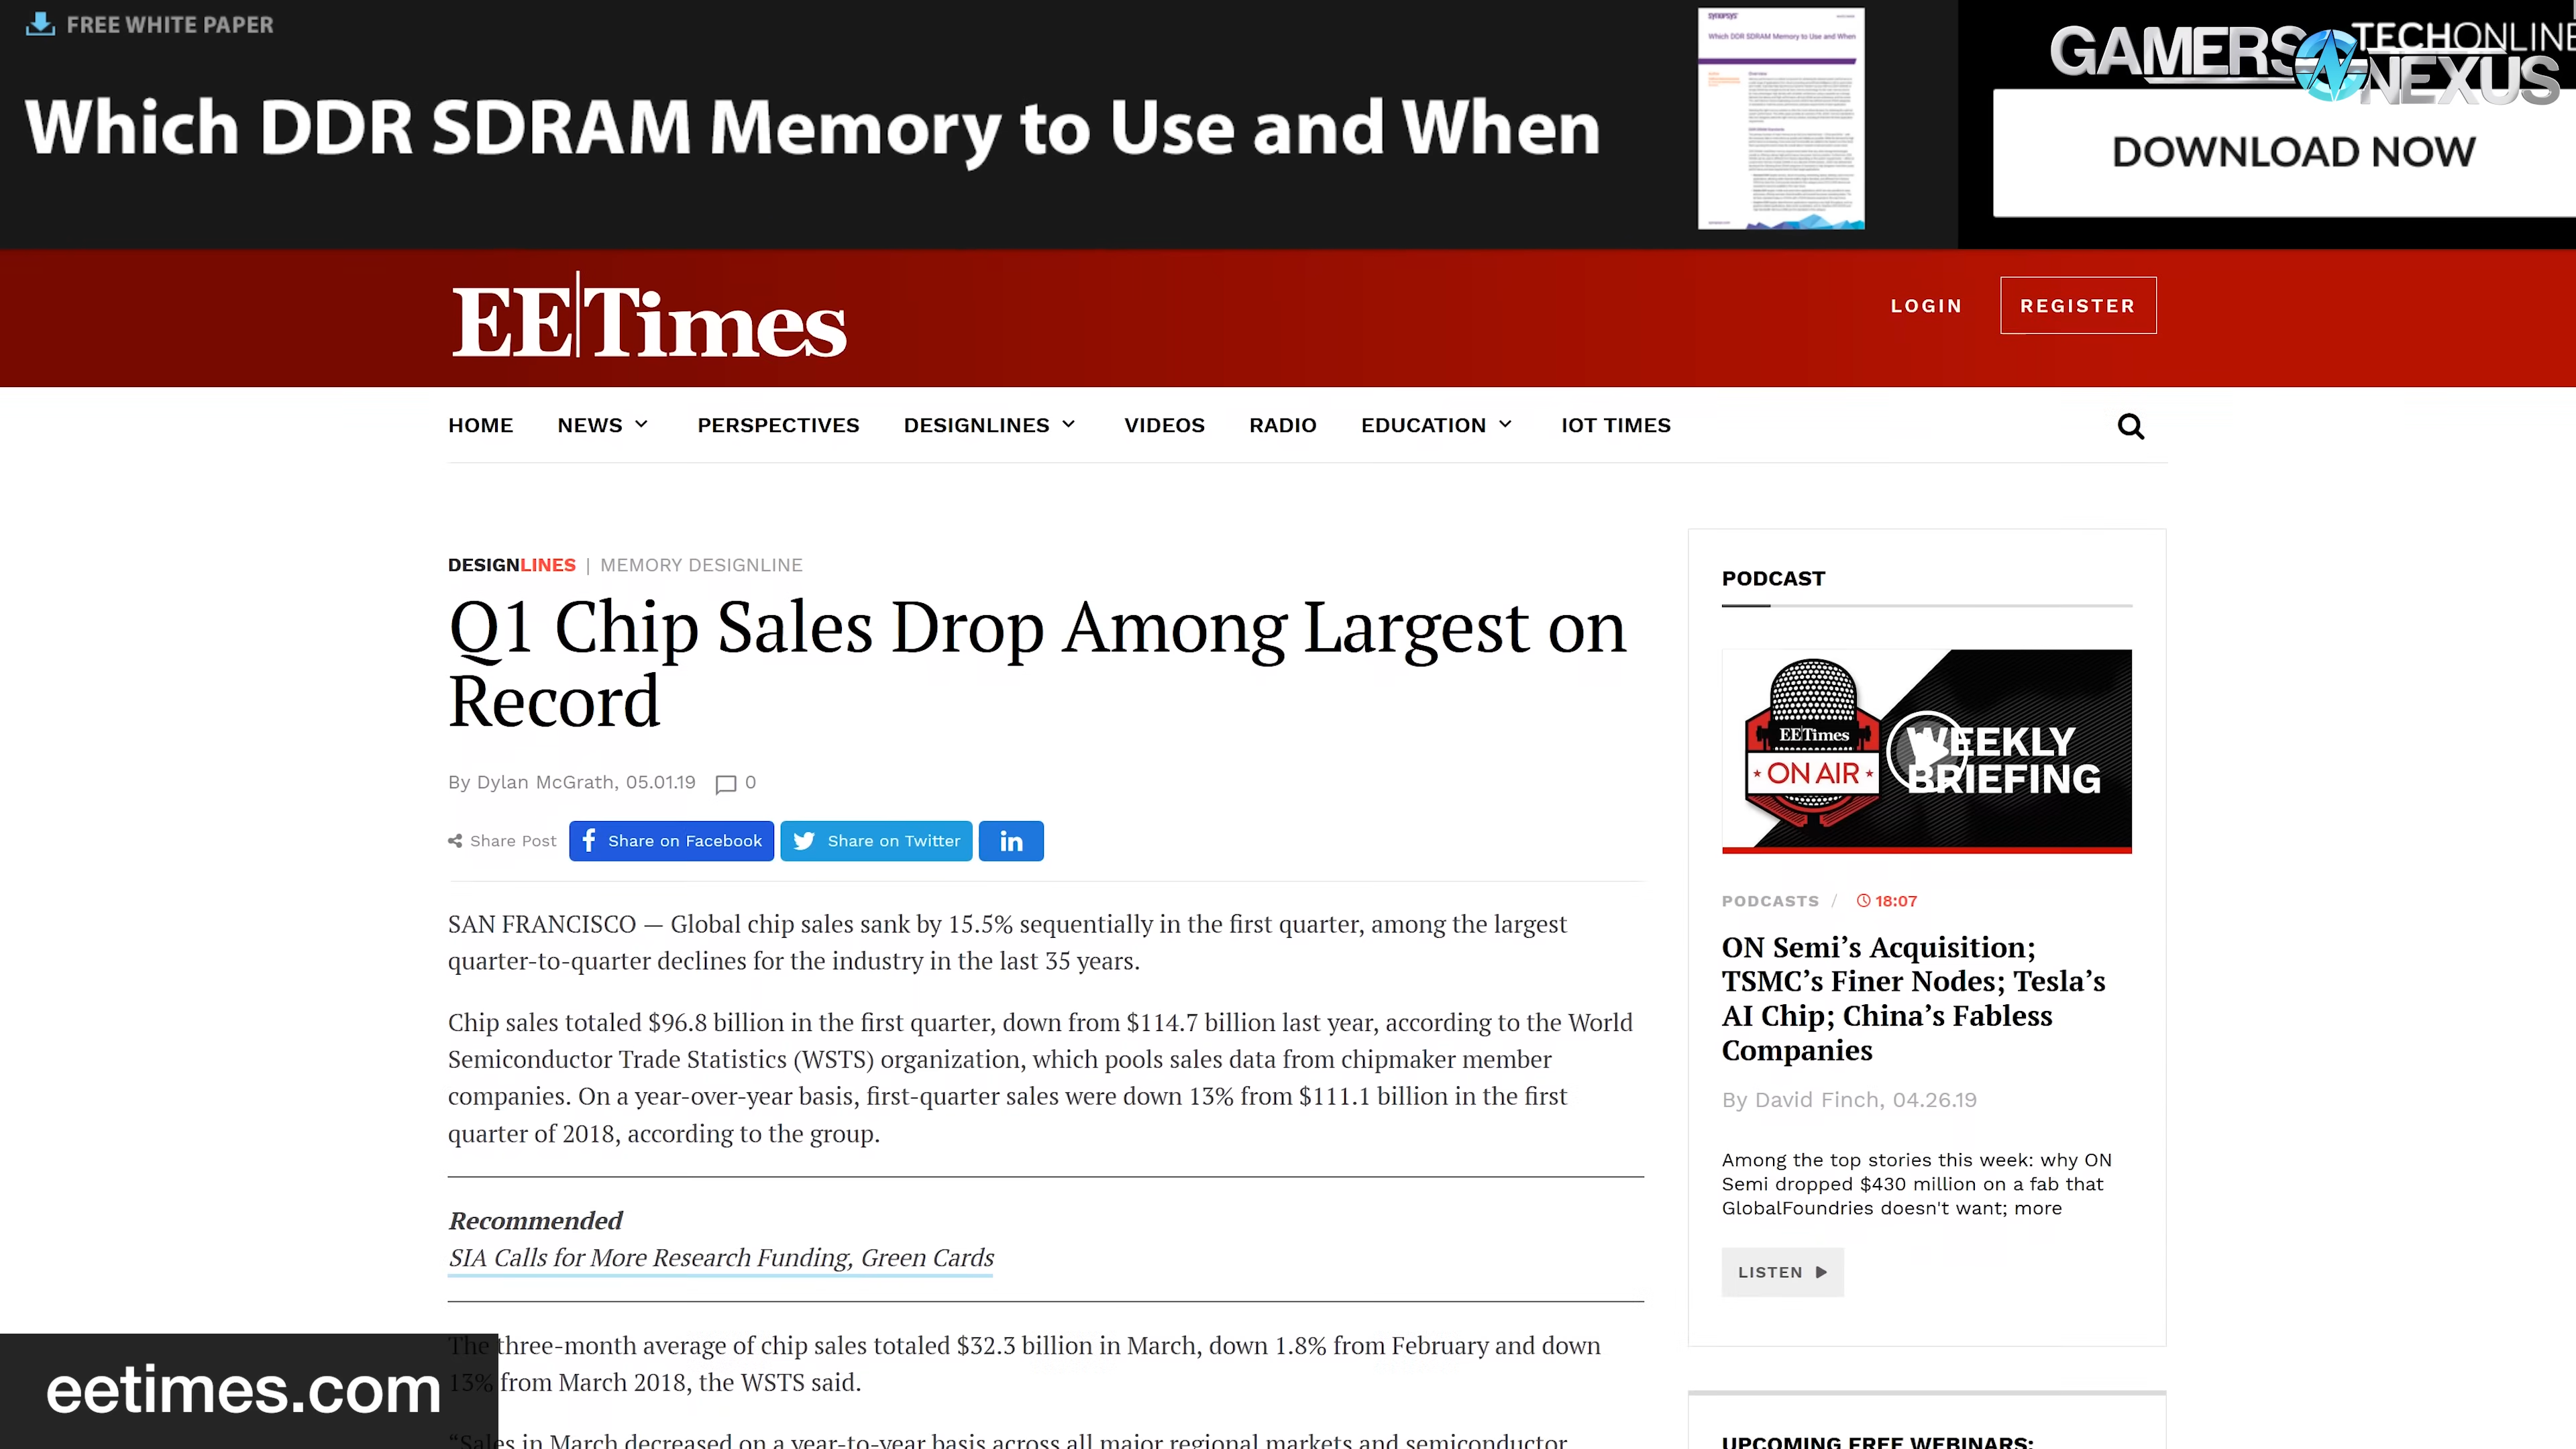 FREE WHITE PAPER
Which DDR SDRAM Memory to Use and When
SYNOPSYS
Which DDR SDRAM Memory to Use and When
TECHONLINE
GAMERS NEXUS
DOWNLOAD NOW
EE|Times
LOGIN
REGISTER
HOME NEWS PERSPECTIVES DESIGNLINES VIDEOS RADIO EDUCATION IOT TIMES
DESIGNLINES | MEMORY DESIGNLINE
Q1 Chip Sales Drop Among Largest on
Record
By Dylan McGrath, 05.01.19 0
Share Post Share on Facebook Share on Twitter in
SAN FRANCISCO — Global chip sales sank by 15.5% sequentially in the first quarter, among the largest
quarter-to-quarter declines for the industry in the last 35 years.
Chip sales totaled $96.8 billion in the first quarter, down from $114.7 billion last year, according to the World
Semiconductor Trade Statistics (WSTS) organization, which pools sales data from chipmaker member
companies. On a year-over-year basis, first-quarter sales were down 13% from $111.1 billion in the first
quarter of 2018, according to the group.
Recommended
SIA Calls for More Research Funding, Green Cards
The three-month average of chip sales totaled $32.3 billion in March, down 1.8% from February and down
13% from March 2018, the WSTS said.
“Sales in March decreased on a year-to-year basis across all major regional markets and semiconductor
PODCAST
EE|Times
ON AIR
WEEKLY
BRIEFING
PODCASTS / 18:07
ON Semi’s Acquisition;
TSMC’s Finer Nodes; Tesla’s
AI Chip; China’s Fabless
Companies
By David Finch, 04.26.19
Among the top stories this week: why ON
Semi dropped $430 million on a fab that
GlobalFoundries doesn't want; more
LISTEN
UPCOMING FREE WEBINARS:
eetimes.com